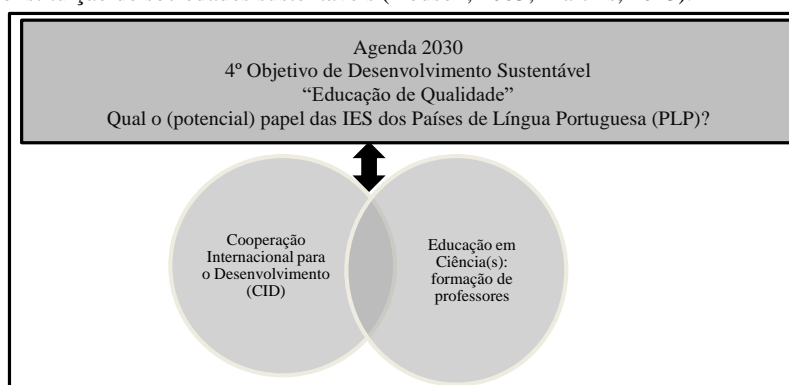 Agenda 2030
4º Objetivo de Desenvolvimento Sustentável
“Educação de Qualidade”
Qual o (potencial) papel das IES dos Países de Língua Portuguesa (PLP)?
Cooperação
Internacional para
o Desenvolvimento
(CID)
Educação em
Ciência(s):
formação de
professores